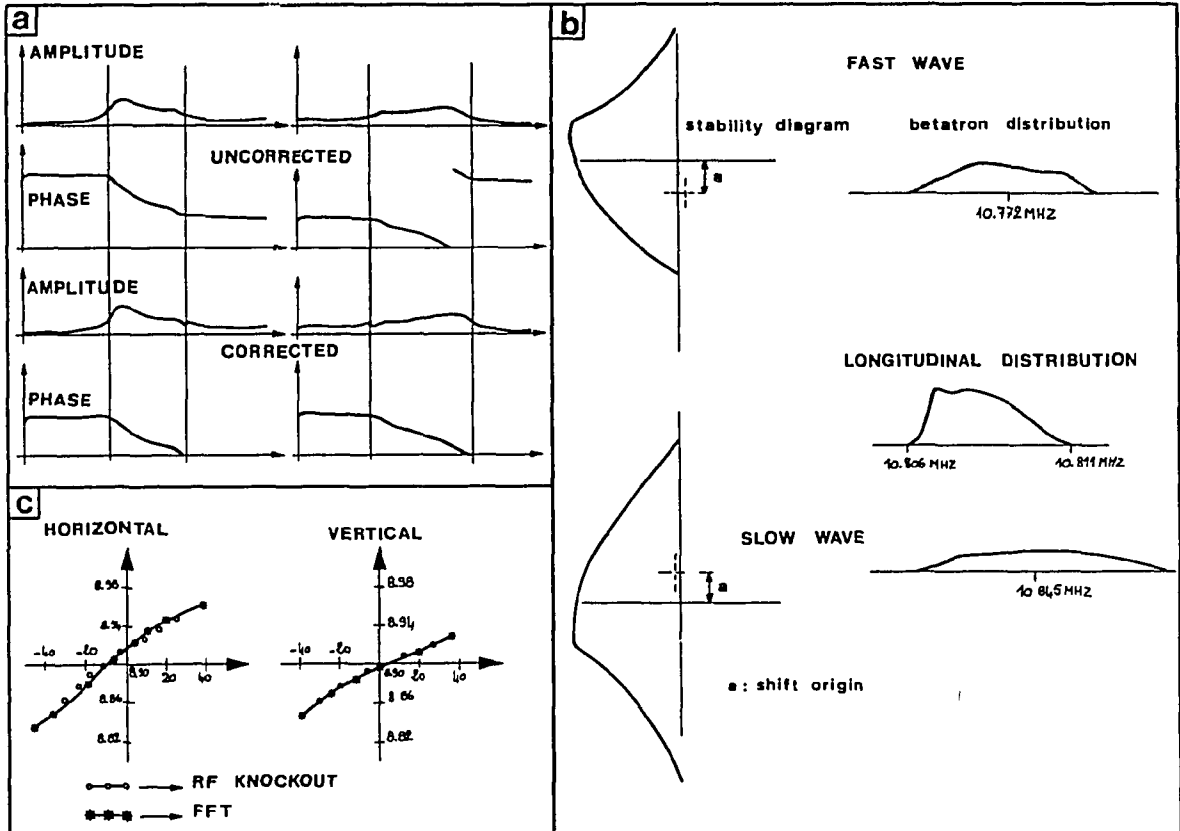 a
AMPLITUDE
UNCORRECTED
PHASE
AMPLITUDE
CORRECTED
PHASE
b
FAST WAVE
stability diagram
betatron distribution
a
10.772 MHZ
LONGITUDINAL DISTRIBUTION
10.806 MHZ
10.811 MHZ
SLOW WAVE
a
10 845 MHZ
a : shift origin
c
HORIZONTAL
8.98
8.94
-40
-20
8.90
20
40
8.86
8.82
VERTICAL
8.98
8.94
-40
-20
8.90
20
40
8.86
8.82
RF KNOCKOUT
FFT